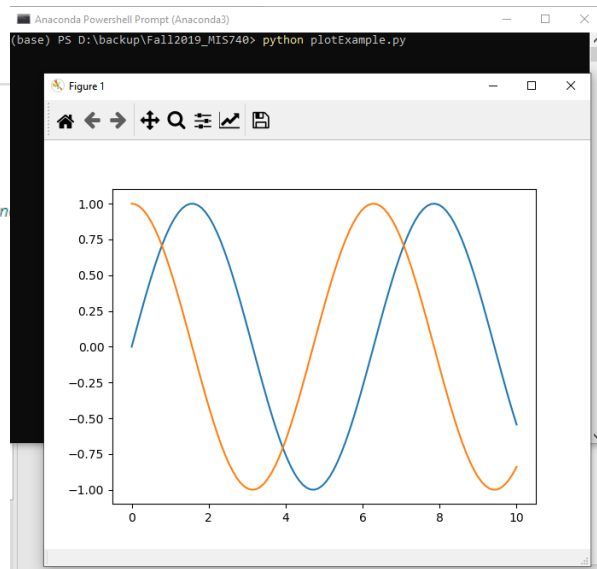 Anaconda Powershell Prompt (Anaconda3)
(base) PS D:\backup\Fall2019_MIS740> python plotExample.py
Figure 1
1.00
0.75
0.50
0.25
0.00
−0.25
−0.50
−0.75
−1.00
0 2 4 6 8 10